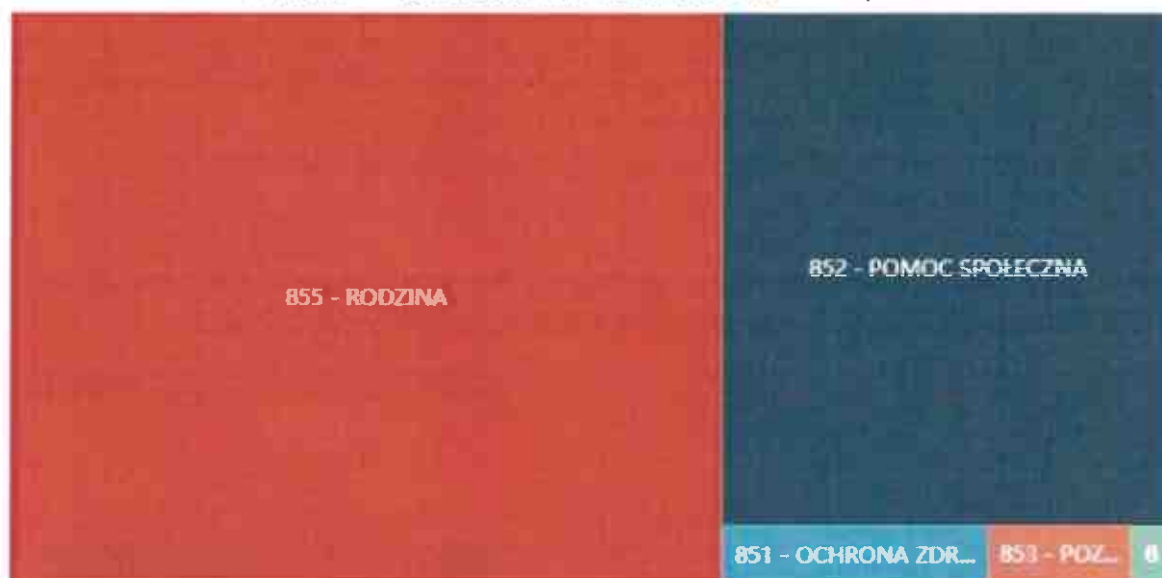 855 - RODZINA
852 - POMOC SPOŁECZNA
851 - OCHRONA ZDR...
853 - POZ...